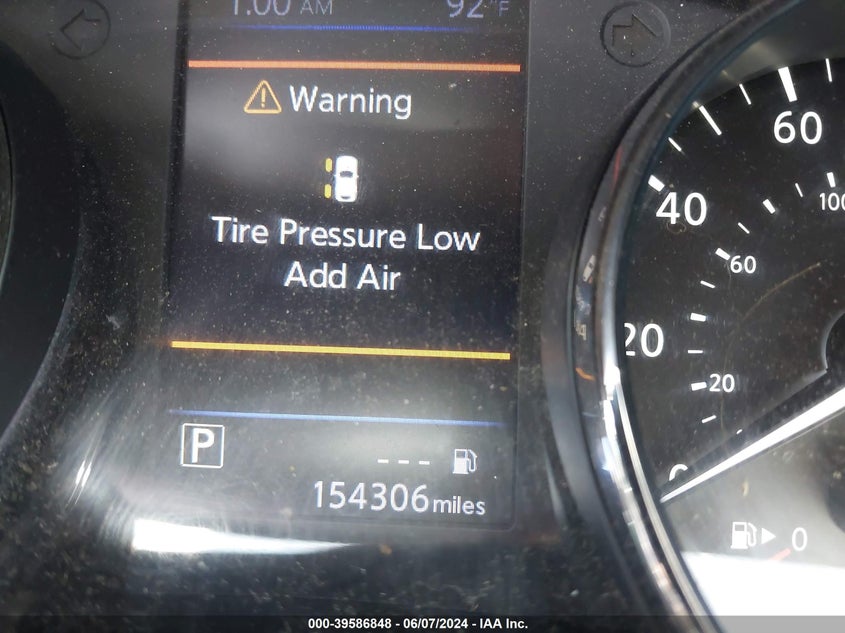 1:00 AM 92°F
Warning
Tire Pressure Low
Add Air
P
---
154306 miles
60
40
20
0
100
60
20
0
000-39586848 - 06/07/2024 - IAA Inc.